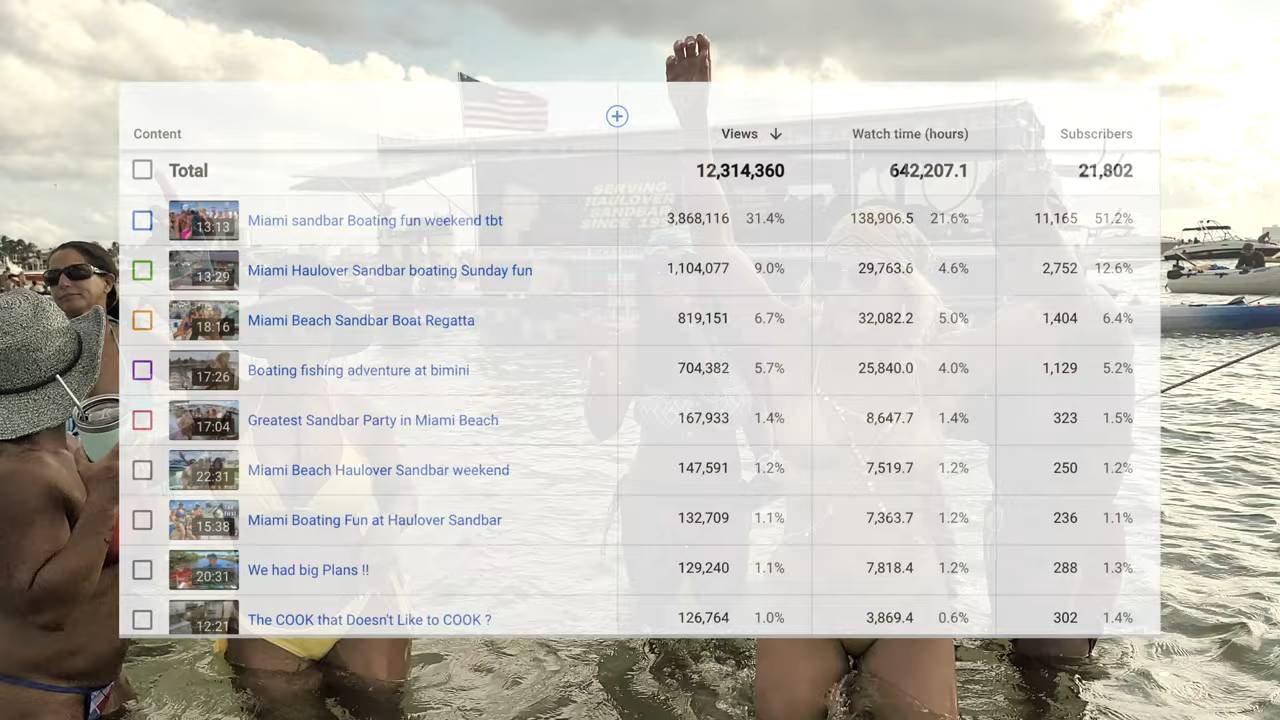 Content Views Watch time (hours) Subscribers
Total 12,314,360 642,207.1 21,802
13:13 Miami sandbar Boating fun weekend tbt 3,868,116 31.4% 138,906.5 21.6% 11,165 51.2%
13:29 Miami Haulover Sandbar boating Sunday fun 1,104,077 9.0% 29,763.6 4.6% 2,752 12.6%
18:16 Miami Beach Sandbar Boat Regatta 819,151 6.7% 32,082.2 5.0% 1,404 6.4%
17:26 Boating fishing adventure at bimini 704,382 5.7% 25,840.0 4.0% 1,129 5.2%
17:04 Greatest Sandbar Party in Miami Beach 167,933 1.4% 8,647.7 1.4% 323 1.5%
22:31 Miami Beach Haulover Sandbar weekend 147,591 1.2% 7,519.7 1.2% 250 1.2%
15:38 Miami Boating Fun at Haulover Sandbar 132,709 1.1% 7,363.7 1.2% 236 1.1%
20:31 We had big Plans !! 129,240 1.1% 7,818.4 1.2% 288 1.3%
12:21 The COOK that Doesn't Like to COOK ? 126,764 1.0% 3,869.4 0.6% 302 1.4%
SERVING
HAULOVER